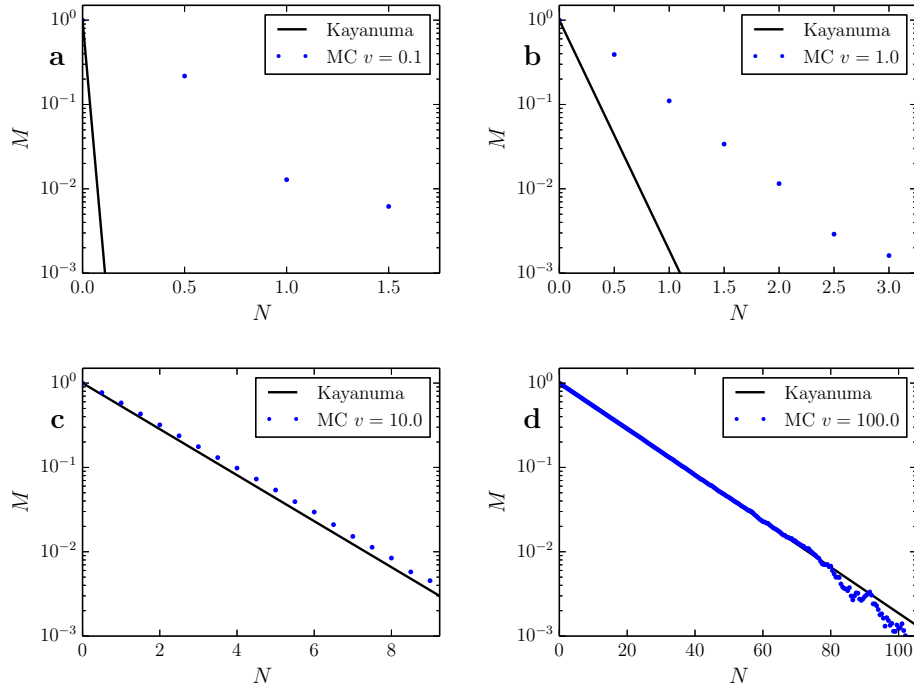 a
10^0
10^-1
10^-2
10^-3
M
0.0 0.5 1.0 1.5
N
Kayanuma
MC v = 0.1
b
10^0
10^-1
10^-2
10^-3
M
0.0 0.5 1.0 1.5 2.0 2.5 3.0
N
Kayanuma
MC v = 1.0
c
10^0
10^-1
10^-2
10^-3
M
0 2 4 6 8
N
Kayanuma
MC v = 10.0
d
10^0
10^-1
10^-2
10^-3
M
0 20 40 60 80 100
N
Kayanuma
MC v = 100.0